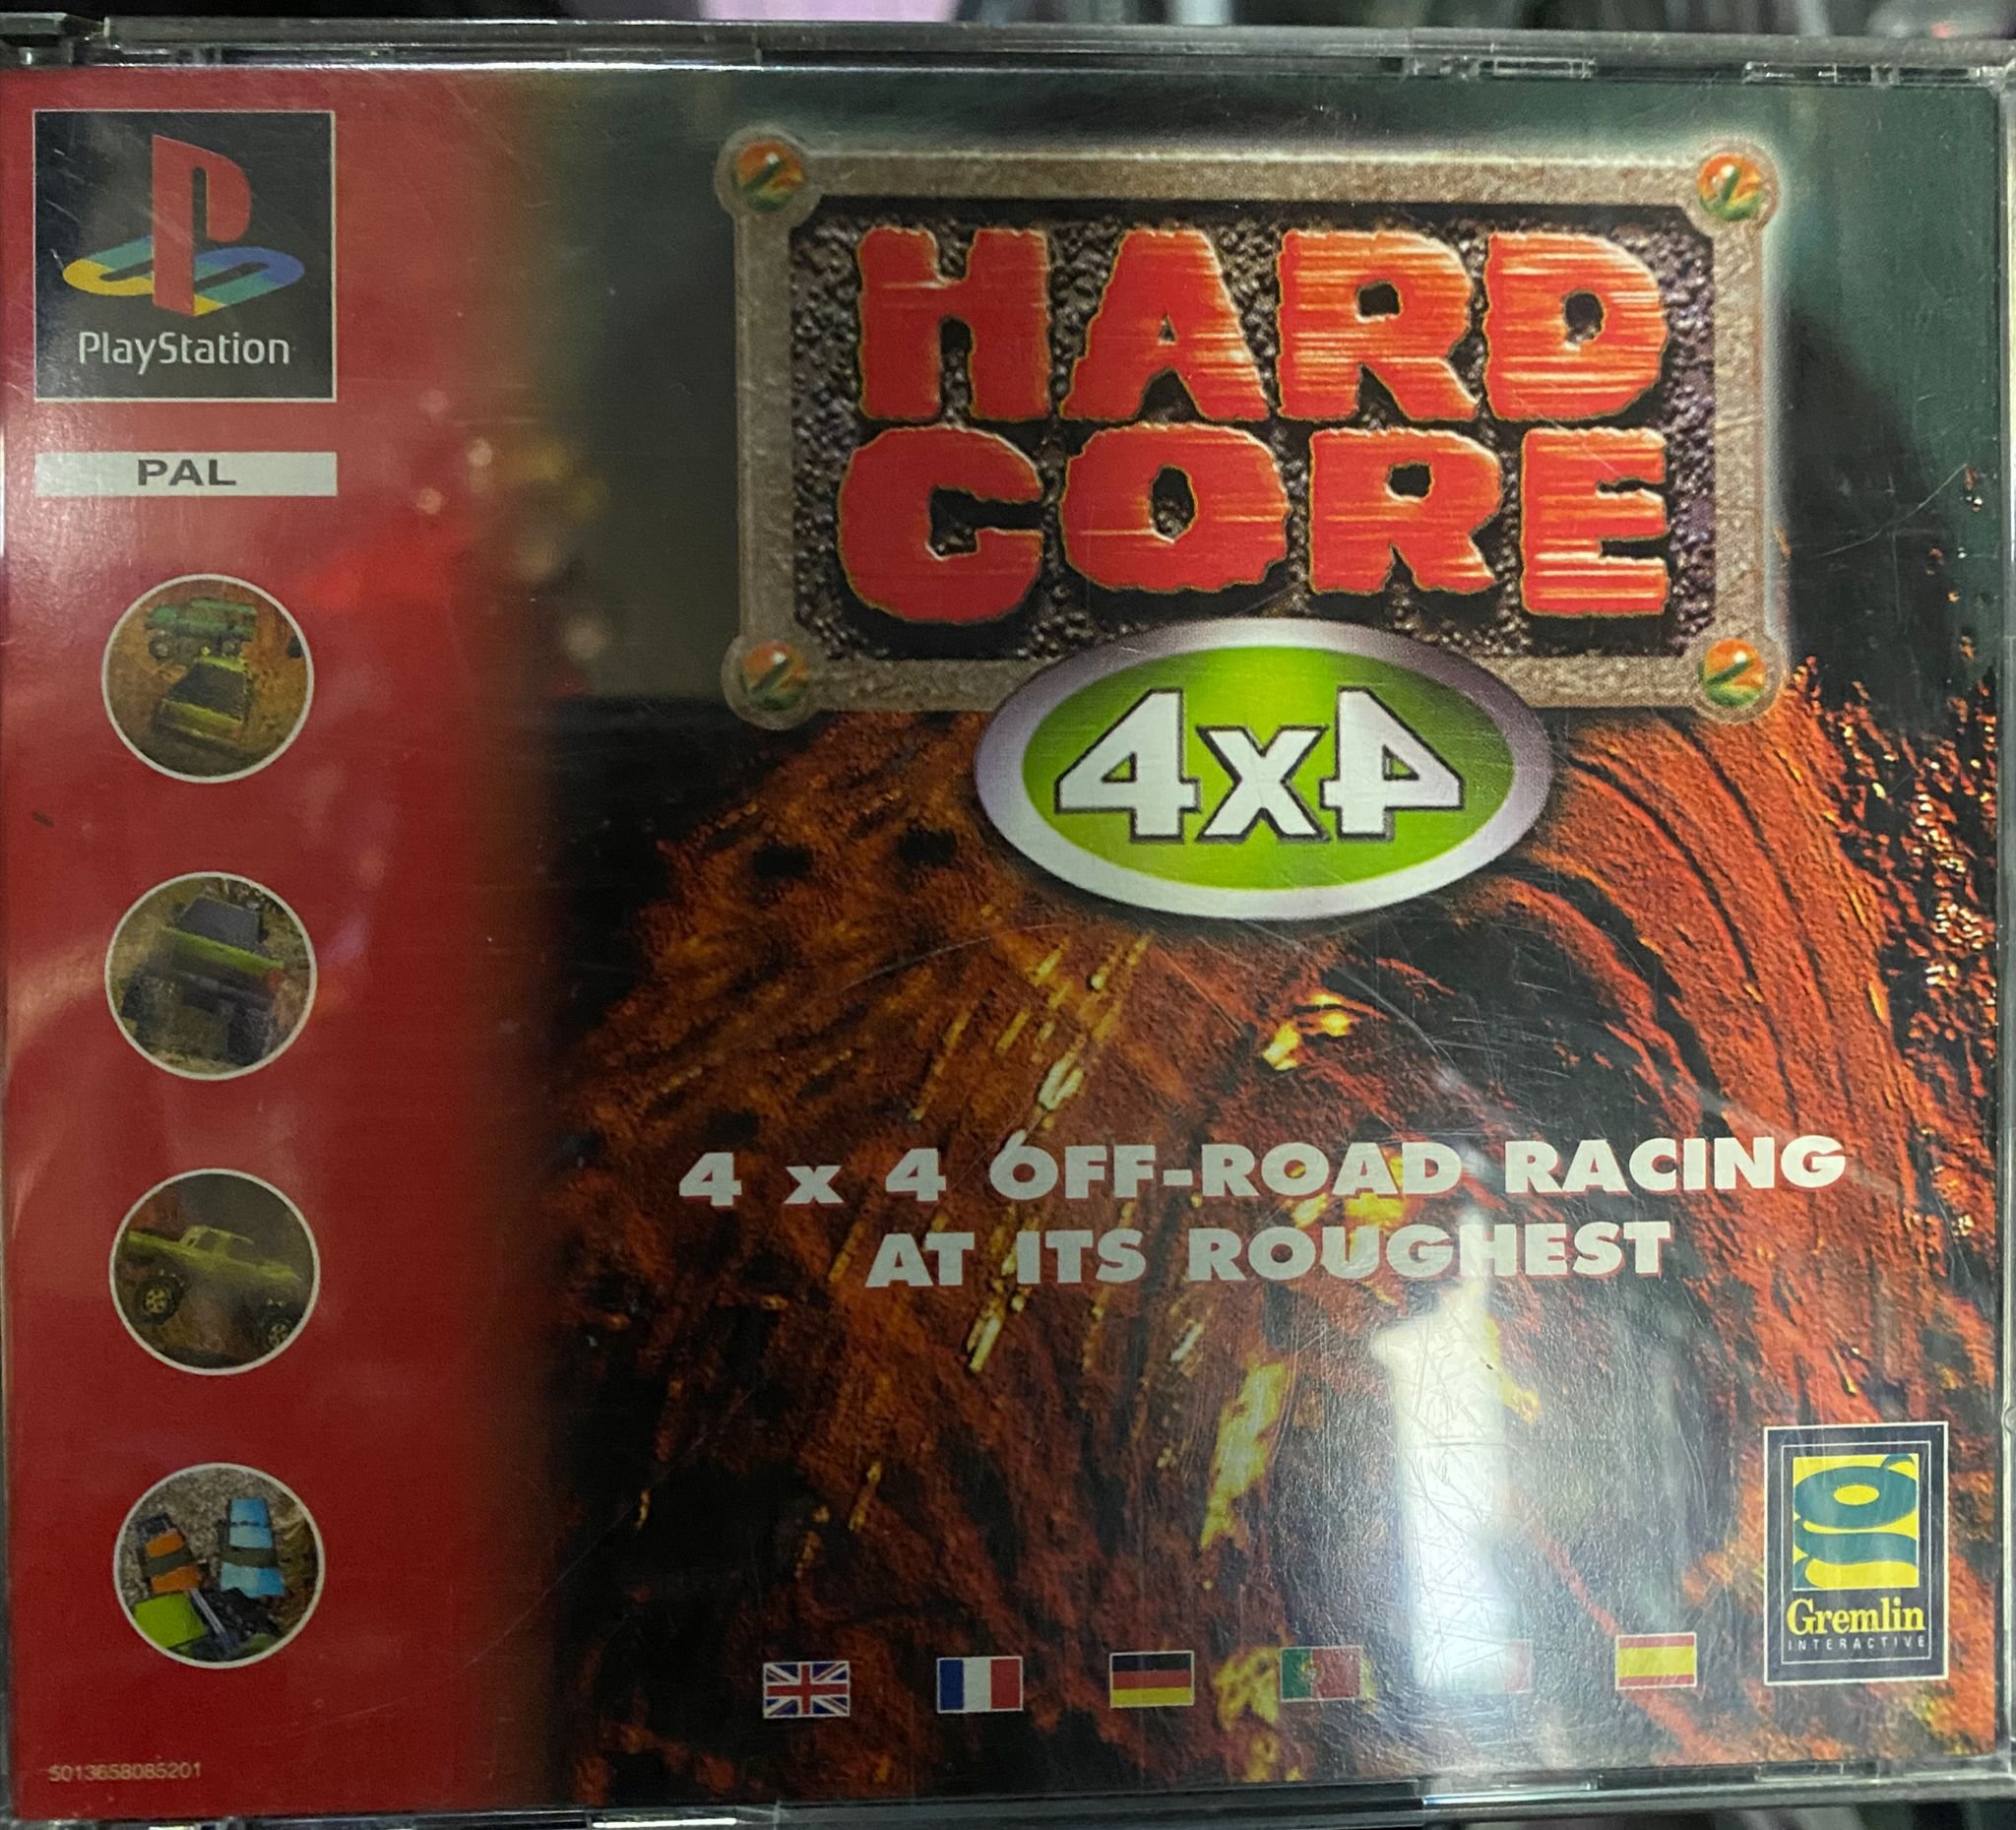 PlayStation
PAL
HARD
CORE
4x4
4 x 4 OFF-ROAD RACING
AT ITS ROUGHEST
Gremlin
INTERACTIVE
5013658085201